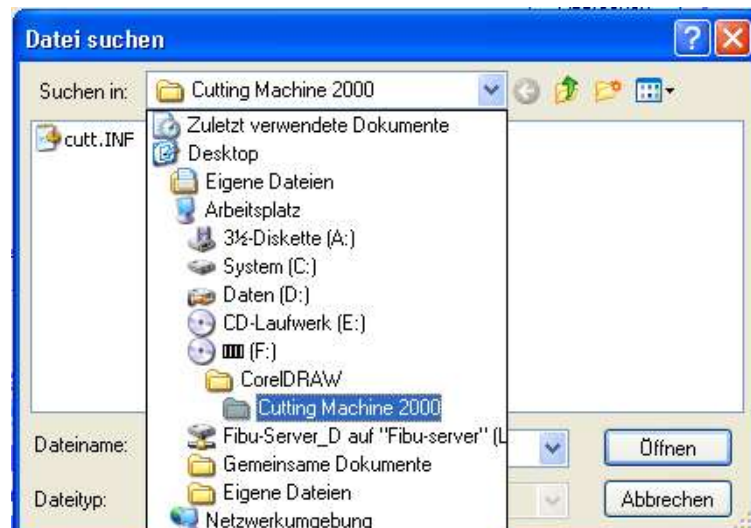 Datei suchen
Suchen in: Cutting Machine 2000
cutt.INF
Zuletzt verwendete Dokumente
Desktop
Eigene Dateien
Arbeitsplatz
3½-Diskette (A:)
System (C:)
Daten (D:)
CD-Laufwerk (E:)
(F:)
CorelDRAW
Cutting Machine 2000
Fibu-Server_D auf "Fibu-server" (L
Gemeinsame Dokumente
Eigene Dateien
Netzwerkumgebung
Dateiname:
Öffnen
Dateityp:
Abbrechen